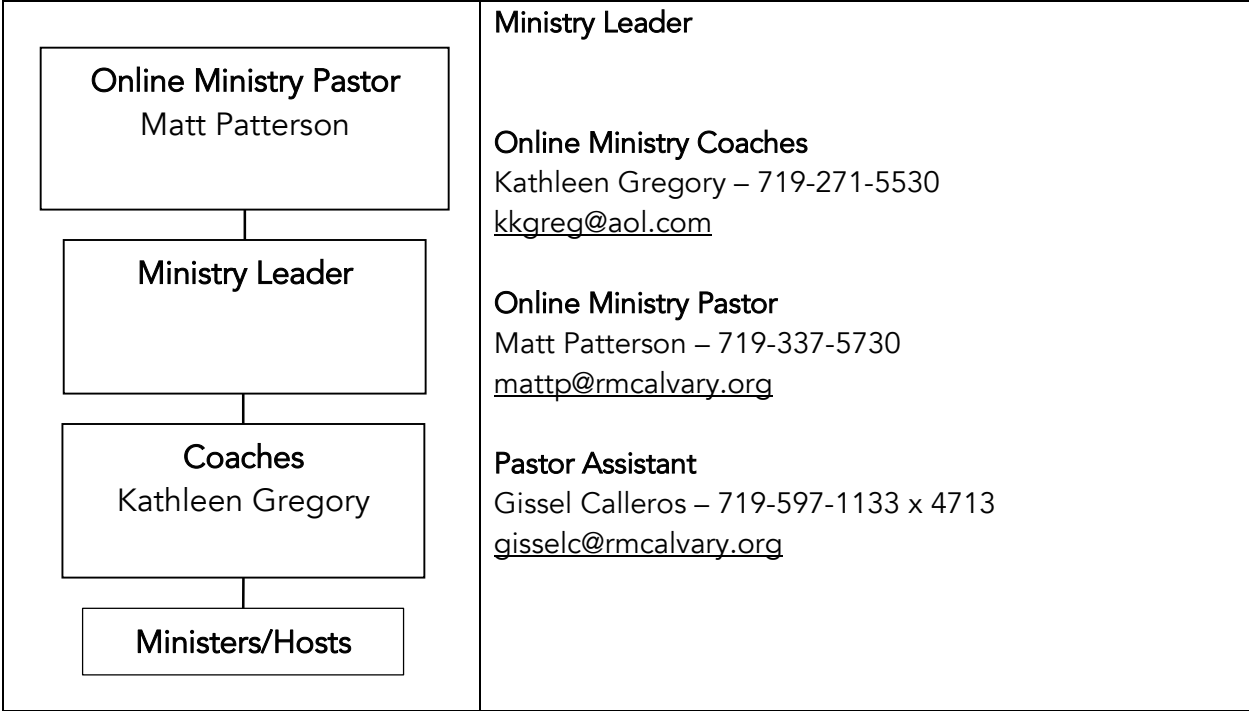 Online Ministry Pastor
Matt Patterson
Ministry Leader
Coaches
Kathleen Gregory
Ministers/Hosts
Ministry Leader
Online Ministry Coaches
Kathleen Gregory – 719-271-5530
kkgreg@aol.com
Online Ministry Pastor
Matt Patterson – 719-337-5730
mattp@rmcalvary.org
Pastor Assistant
Gissel Calleros – 719-597-1133 x 4713
gisselc@rmcalvary.org